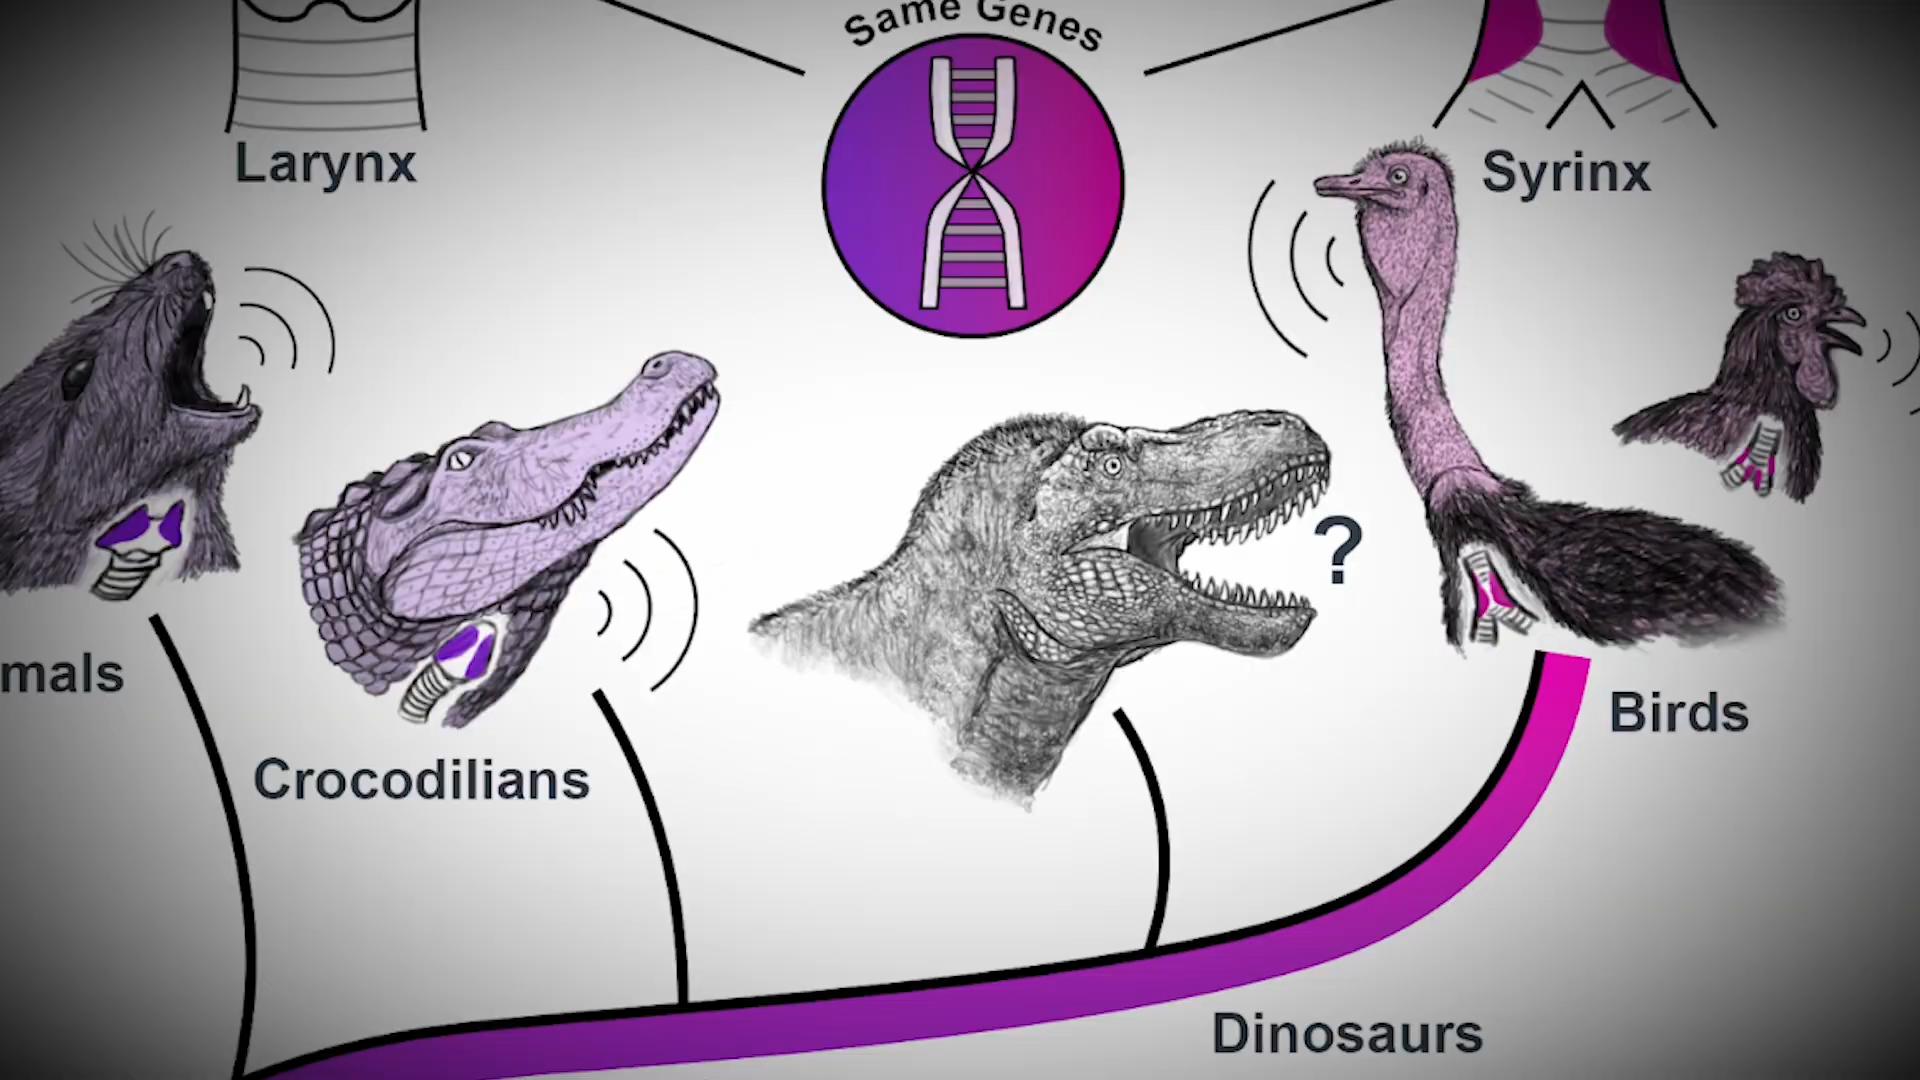 Same Genes
Larynx
Syrinx
?
mals
Birds
Crocodilians
Dinosaurs